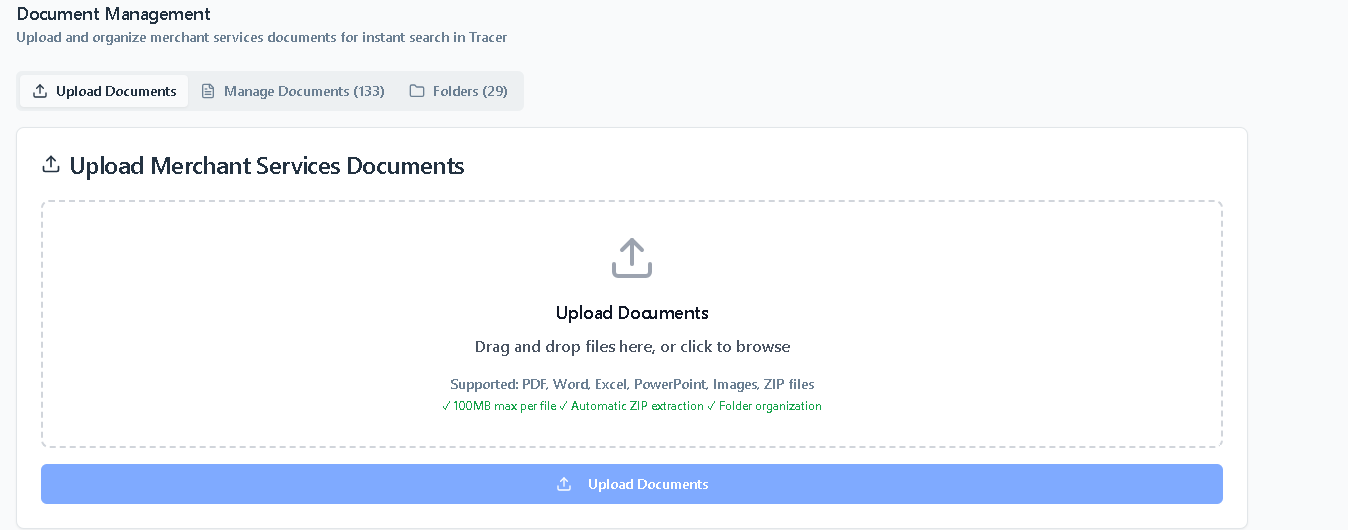 Document Management
Upload and organize merchant services documents for instant search in Tracer
Upload Documents Manage Documents (133) Folders (29)
Upload Merchant Services Documents
Upload Documents
Drag and drop files here, or click to browse
Supported: PDF, Word, Excel, PowerPoint, Images, ZIP files
✓ 100MB max per file ✓ Automatic ZIP extraction ✓ Folder organization
Upload Documents